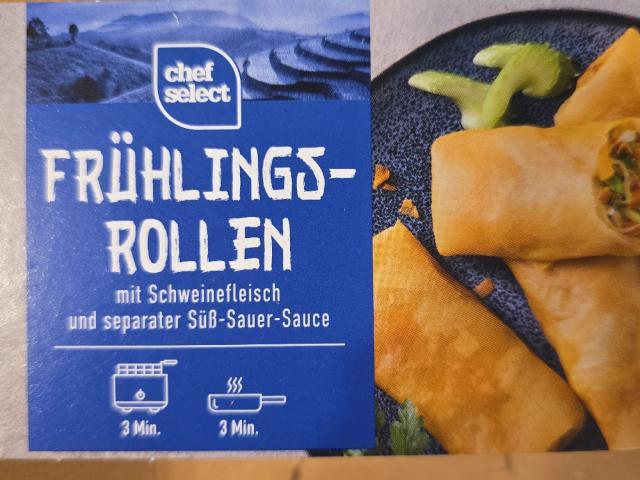 chef
select
FRÜHLINGS-
ROLLEN
mit Schweinefleisch
und separater Süß-Sauer-Sauce
3 Min. 3 Min.